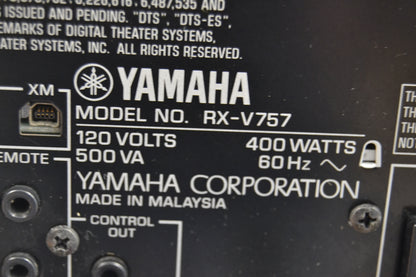 6,487,535 AND
S ISSUED AND PENDING. "DTS", "DTS-ES",
EMARKS OF DIGITAL THEATER SYSTEMS,
ATER SYSTEMS, INC. ALL RIGHTS RESERVED.
YAMAHA
XM
MODEL NO. RX-V757
120 VOLTS 400 WATTS
500 VA 60 Hz ~
EMOTE
YAMAHA CORPORATION
MADE IN MALAYSIA
CONTROL
OUT